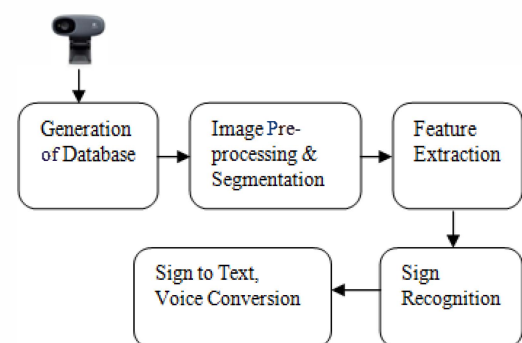 Generation
of Database
Image Pre-
processing &
Segmentation
Feature
Extraction
Sign
Recognition
Sign to Text,
Voice Conversion